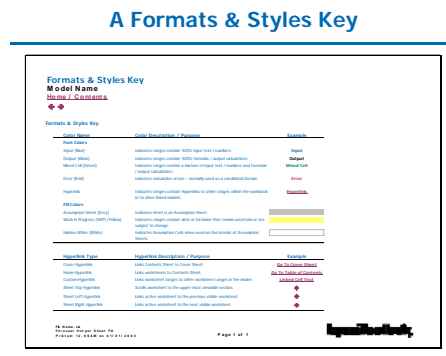 A Formats & Styles Key
Formats & Styles Key
Model Name
Home / Contents
Formats & Styles Key
Color Name Color Description / Purpose Example
Font Colors
Input (Blue) Indicates ranges contain 100% input text / numbers. Input
Output (Black) Indicates ranges contain 100% formulas / output calculations. Output
Mixed Cell (Green) Indicates ranges contain a mixture of input text / numbers and formulas Mixed Cell
/ output calculations.
Error (Red) Indicates calculation errors - normally used as a conditional format. Error
Hyperlink Indicates ranges contain Hyperlinks to other ranges within the workbook Hyperlink
or to other linked models.
Fill Colors
Assumption Sheet (Grey) Indicates sheet is an Assumption Sheet.
Work in Progress (WIP) (Yellow) Indicates ranges contain data or formulas that remain uncertain or are
subject to change.
Hidden White (White) Indicates Assumption Cells when used on the interior of Assumption
Sheets.
Hyperlink Type Hyperlink Description / Purpose Example
Cover Hyperlink Links Contents Sheet to Cover Sheet. Go To Cover Sheet
Home Hyperlink Links worksheets to Contents Sheet. Go To Table of Contents
Custom Hyperlink Links worksheet ranges to other worksheet ranges in the model. Linked Cell Text
Sheet Top Hyperlink Scrolls worksheet to the upper-most viewable section.
Sheet Left Hyperlink Links active worksheet to the previous visible worksheet.
Sheet Right Hyperlink Links active worksheet to the next visible worksheet.
File Name.xls
Page 1 of 1